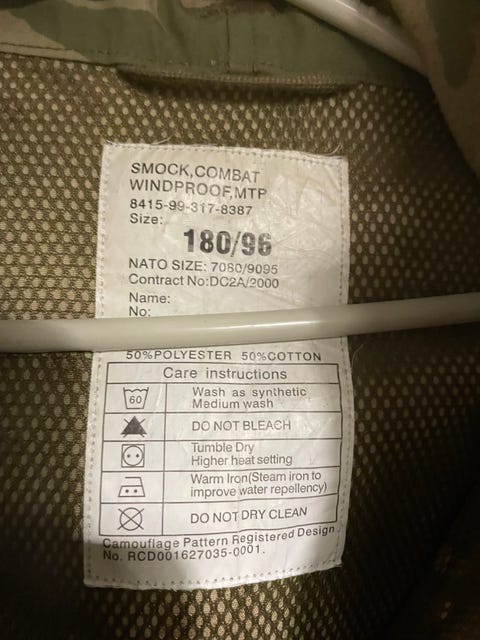 SMOCK,COMBAT
WINDPROOF,MTP
8415-99-317-8387
Size:
180/96
NATO SIZE: 7080/9095
Contract No:DC2A/2000
Name:
No:
50%POLYESTER 50%COTTON
Care instructions
60
Wash as synthetic
Medium wash
DO NOT BLEACH
Tumble Dry
Higher heat setting
Warm Iron(Steam iron to
improve water repellency)
DO NOT DRY CLEAN
Camouflage Pattern Registered Design
No. RCD001627035-0001.